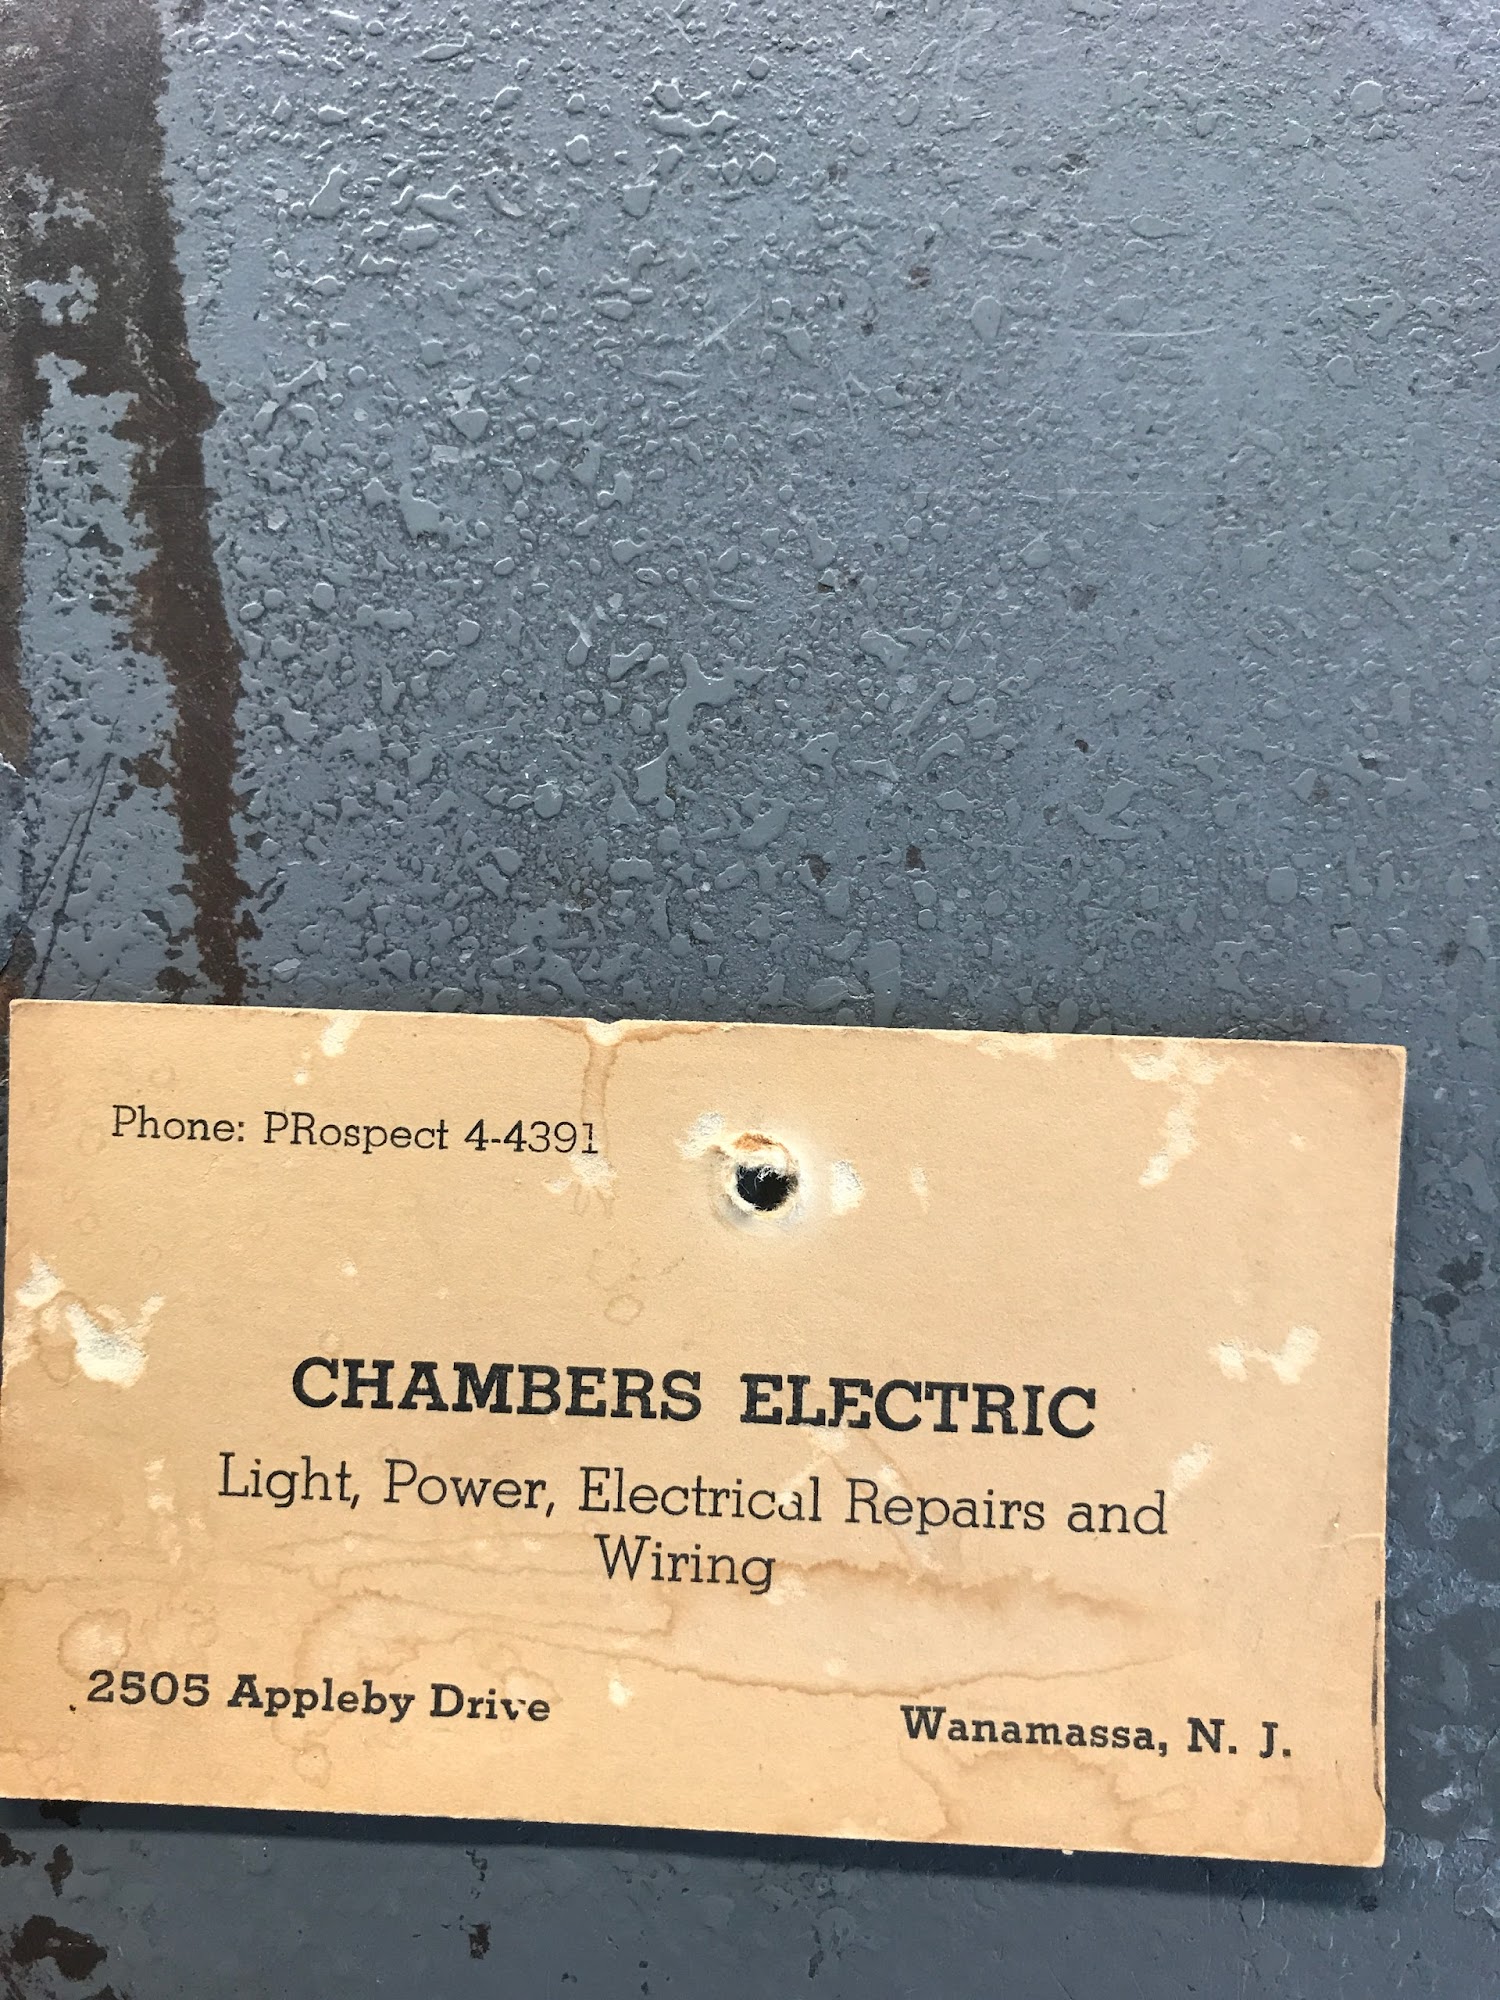 Phone: PRospect 4-4391
CHAMBERS ELECTRIC
Light, Power, Electrical Repairs and
Wiring
2505 Appleby Drive
Wanamassa, N. J.